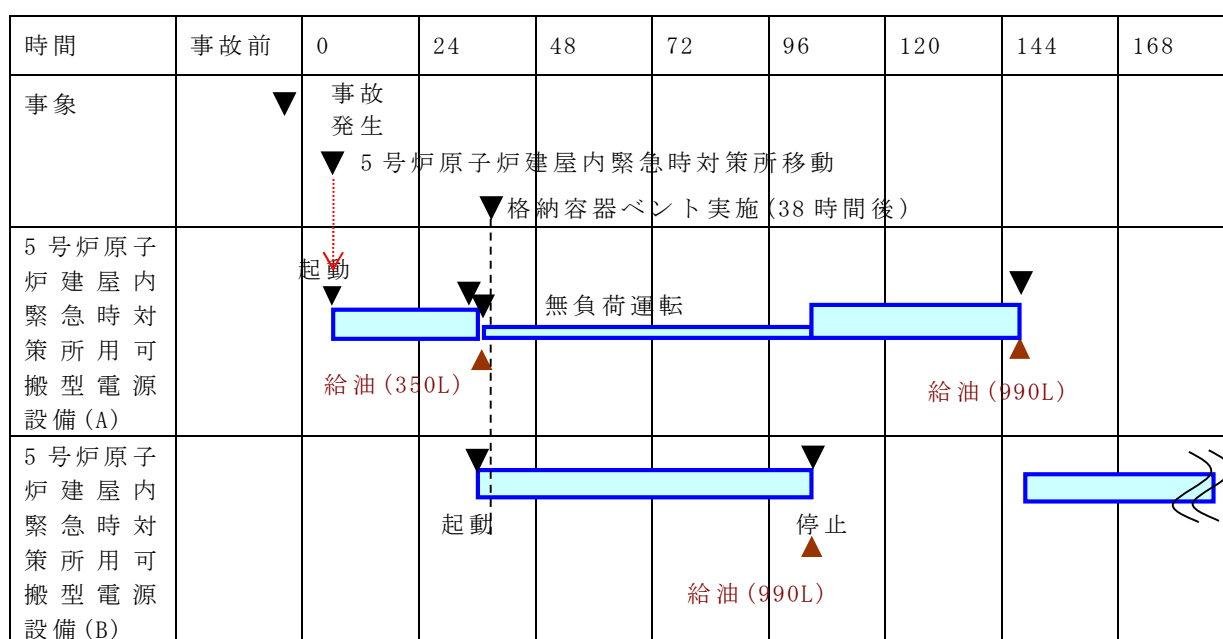 時間 事故前 0 24 48 72 96 120 144 168
事象
事故
発生
5号炉原子炉建屋内緊急時対策所移動
格納容器ベント実施(38時間後)
5号炉原子
炉建屋内
緊急時対
策所用可
搬型電源
設備(A)
起動
無負荷運転
給油(350L)
給油(990L)
5号炉原子
炉建屋内
緊急時対
策所用可
搬型電源
設備(B)
起動
停止
給油(990L)